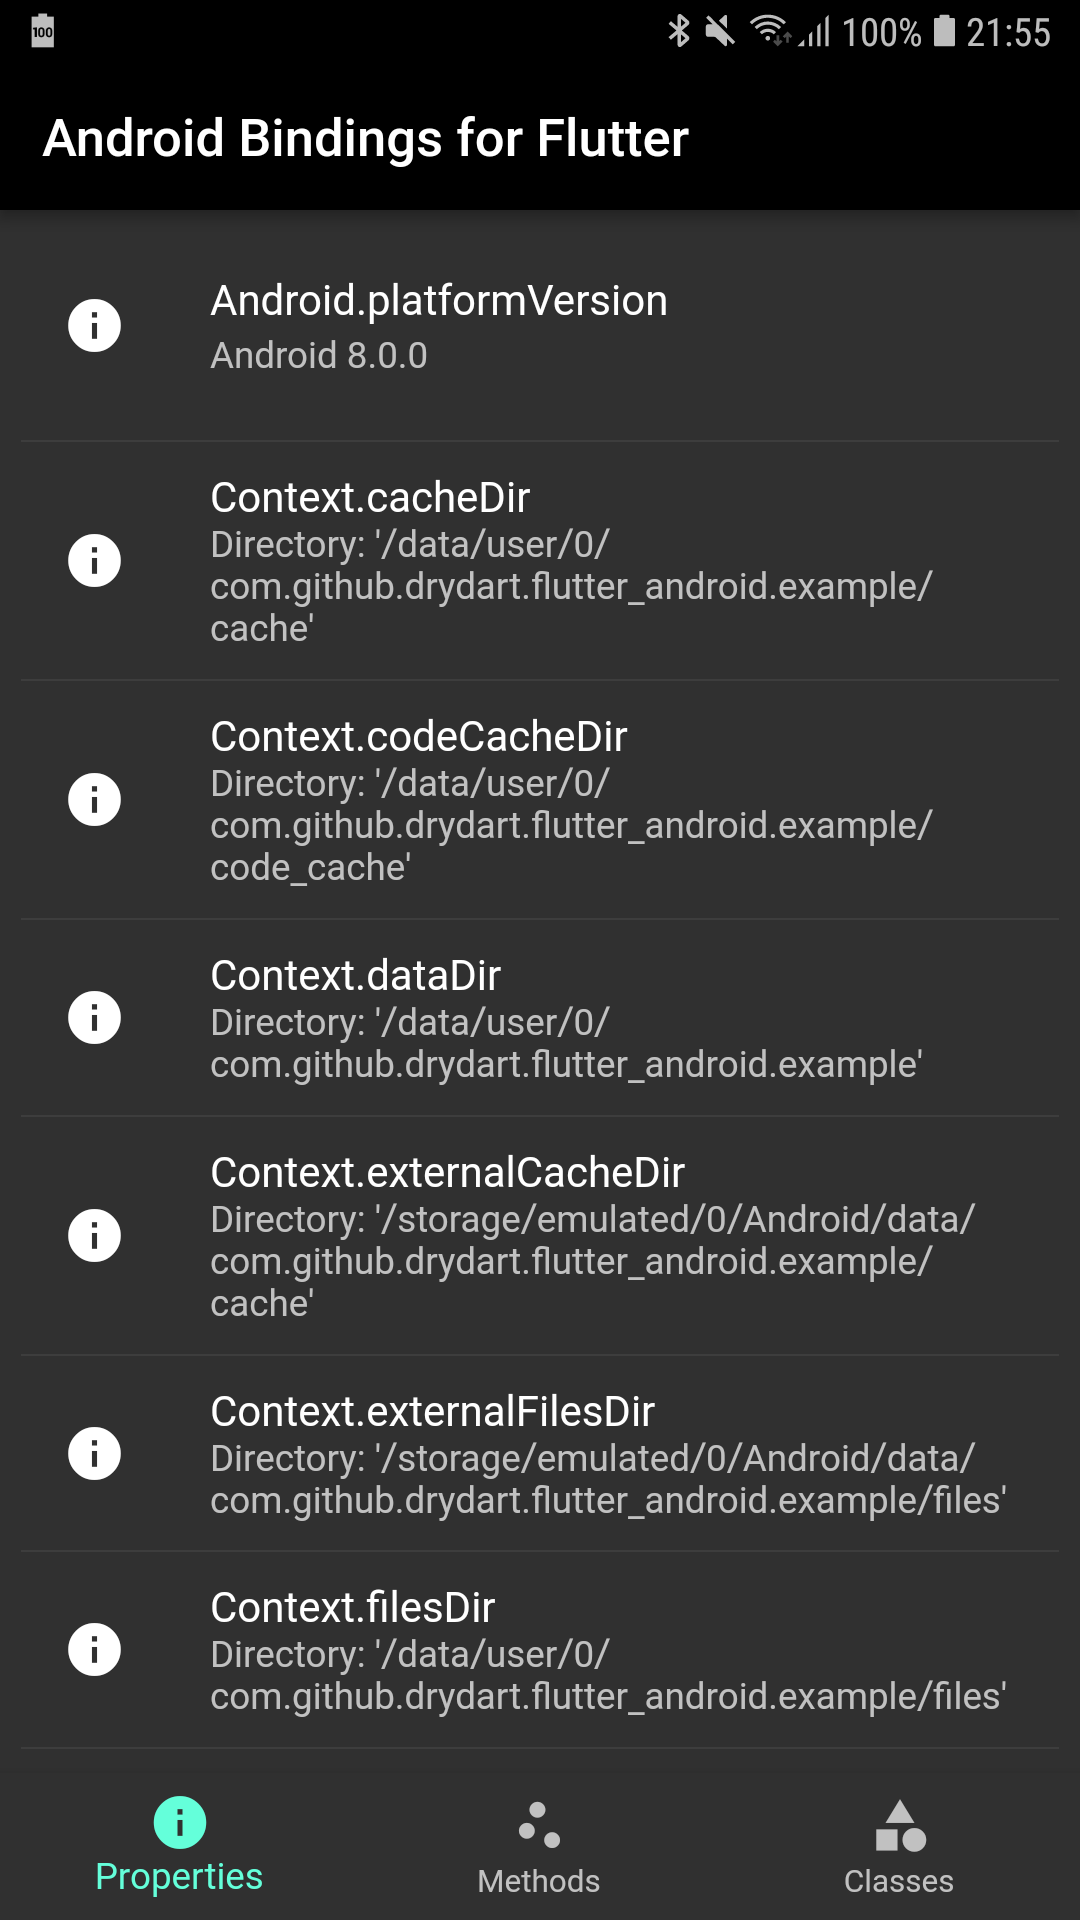 100
100% 21:55
Android Bindings for Flutter
Android.platformVersion
Android 8.0.0
Context.cacheDir
Directory: '/data/user/0/
com.github.drydart.flutter_android.example/
cache'
Context.codeCacheDir
Directory: '/data/user/0/
com.github.drydart.flutter_android.example/
code_cache'
Context.dataDir
Directory: '/data/user/0/
com.github.drydart.flutter_android.example'
Context.externalCacheDir
Directory: '/storage/emulated/0/Android/data/
com.github.drydart.flutter_android.example/
cache'
Context.externalFilesDir
Directory: '/storage/emulated/0/Android/data/
com.github.drydart.flutter_android.example/files'
Context.filesDir
Directory: '/data/user/0/
com.github.drydart.flutter_android.example/files'
Properties
Methods
Classes